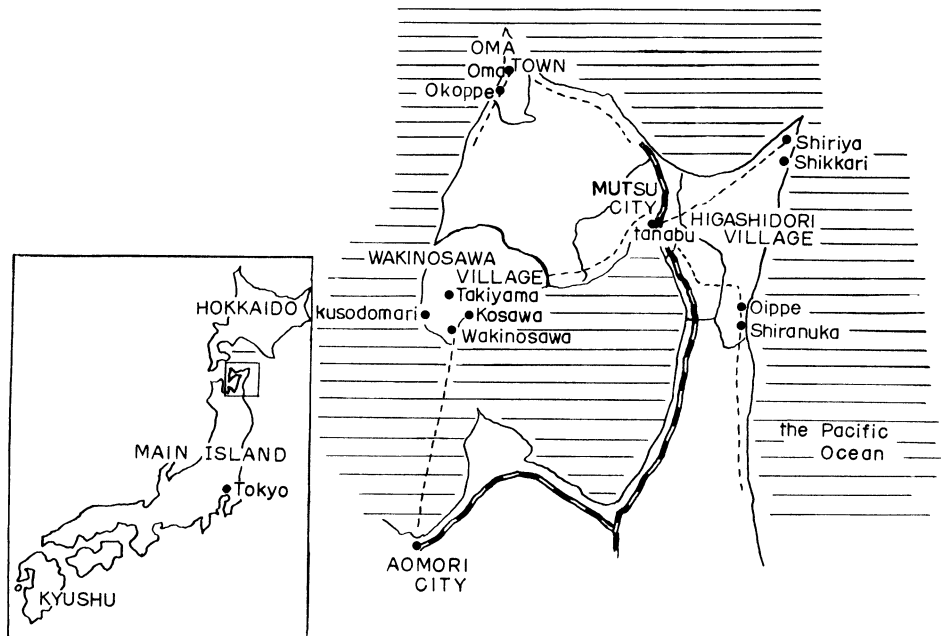 OMA
TOWN
Oma
Okoppe
Shiriya
Shikkari
MUTSU
CITY
tanabu
HIGASHIDORI
VILLAGE
WAKINOSAWA
VILLAGE
Takiyama
kusodomari
Kosawa
Wakinosawa
Oippe
Shiranuka
the Pacific
Ocean
AOMORI
CITY
HOKKAIDO
MAIN ISLAND
Tokyo
KYUSHU